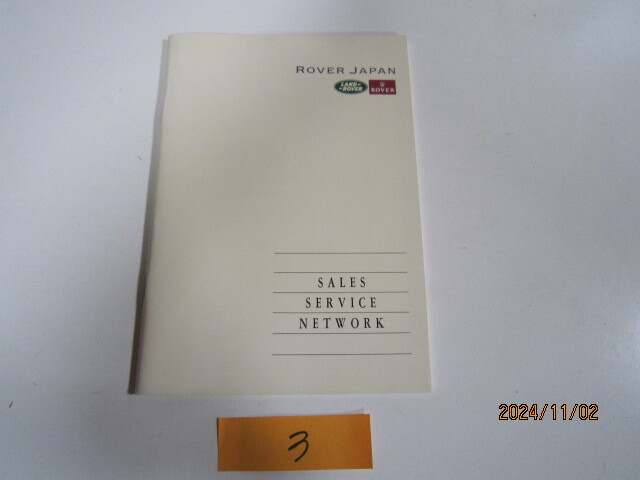 ROVER JAPAN
LAND-
-ROVER
ROVER
SALES
SERVICE
NETWORK
2024/11/02
3